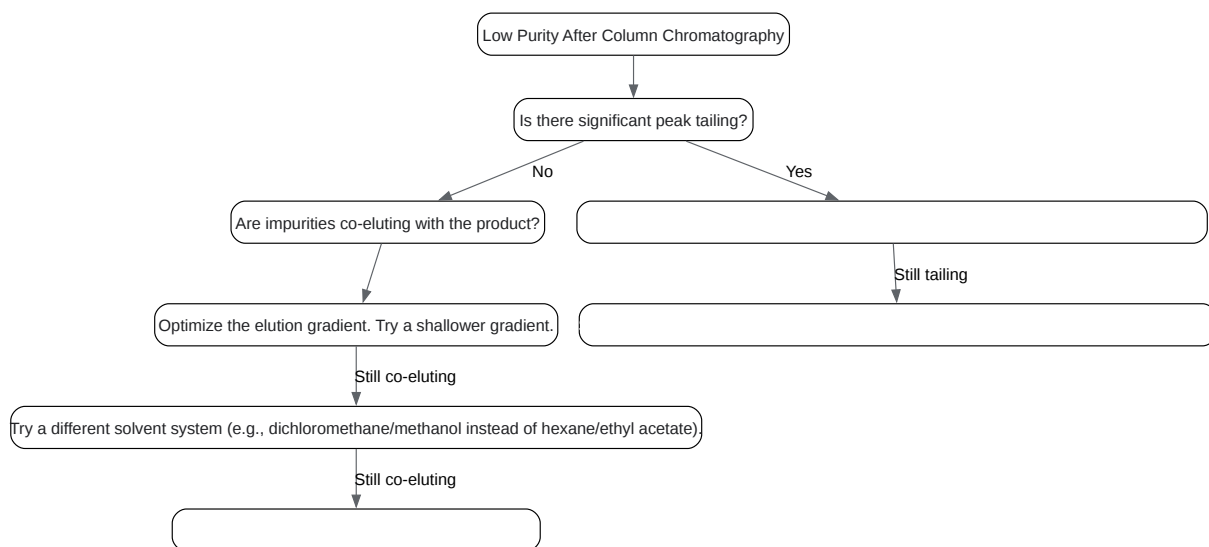 Low Purity After Column Chromatography
Is there significant peak tailing?
No
Yes
Are impurities co-eluting with the product?
Still tailing
Optimize the elution gradient. Try a shallower gradient.
Still co-eluting
Try a different solvent system (e.g., dichloromethane/methanol instead of hexane/ethyl acetate).
Still co-eluting